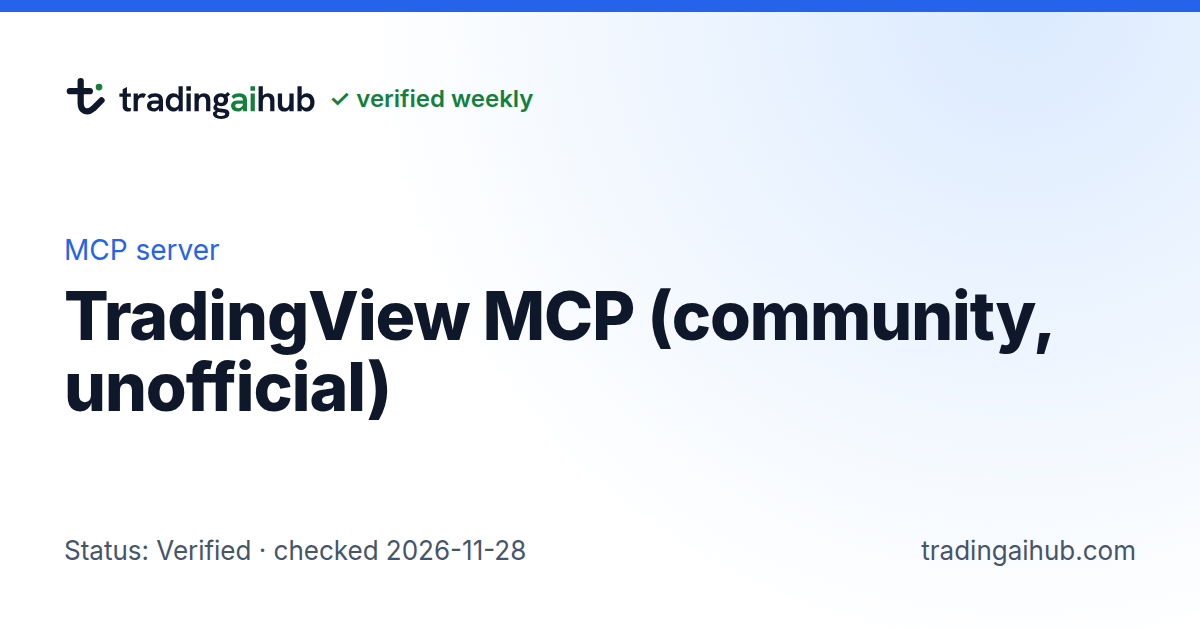 tradingaihub ✓ verified weekly
MCP server
TradingView MCP (community,
unofficial)
Status: Verified · checked 2026-11-28
tradingaihub.com